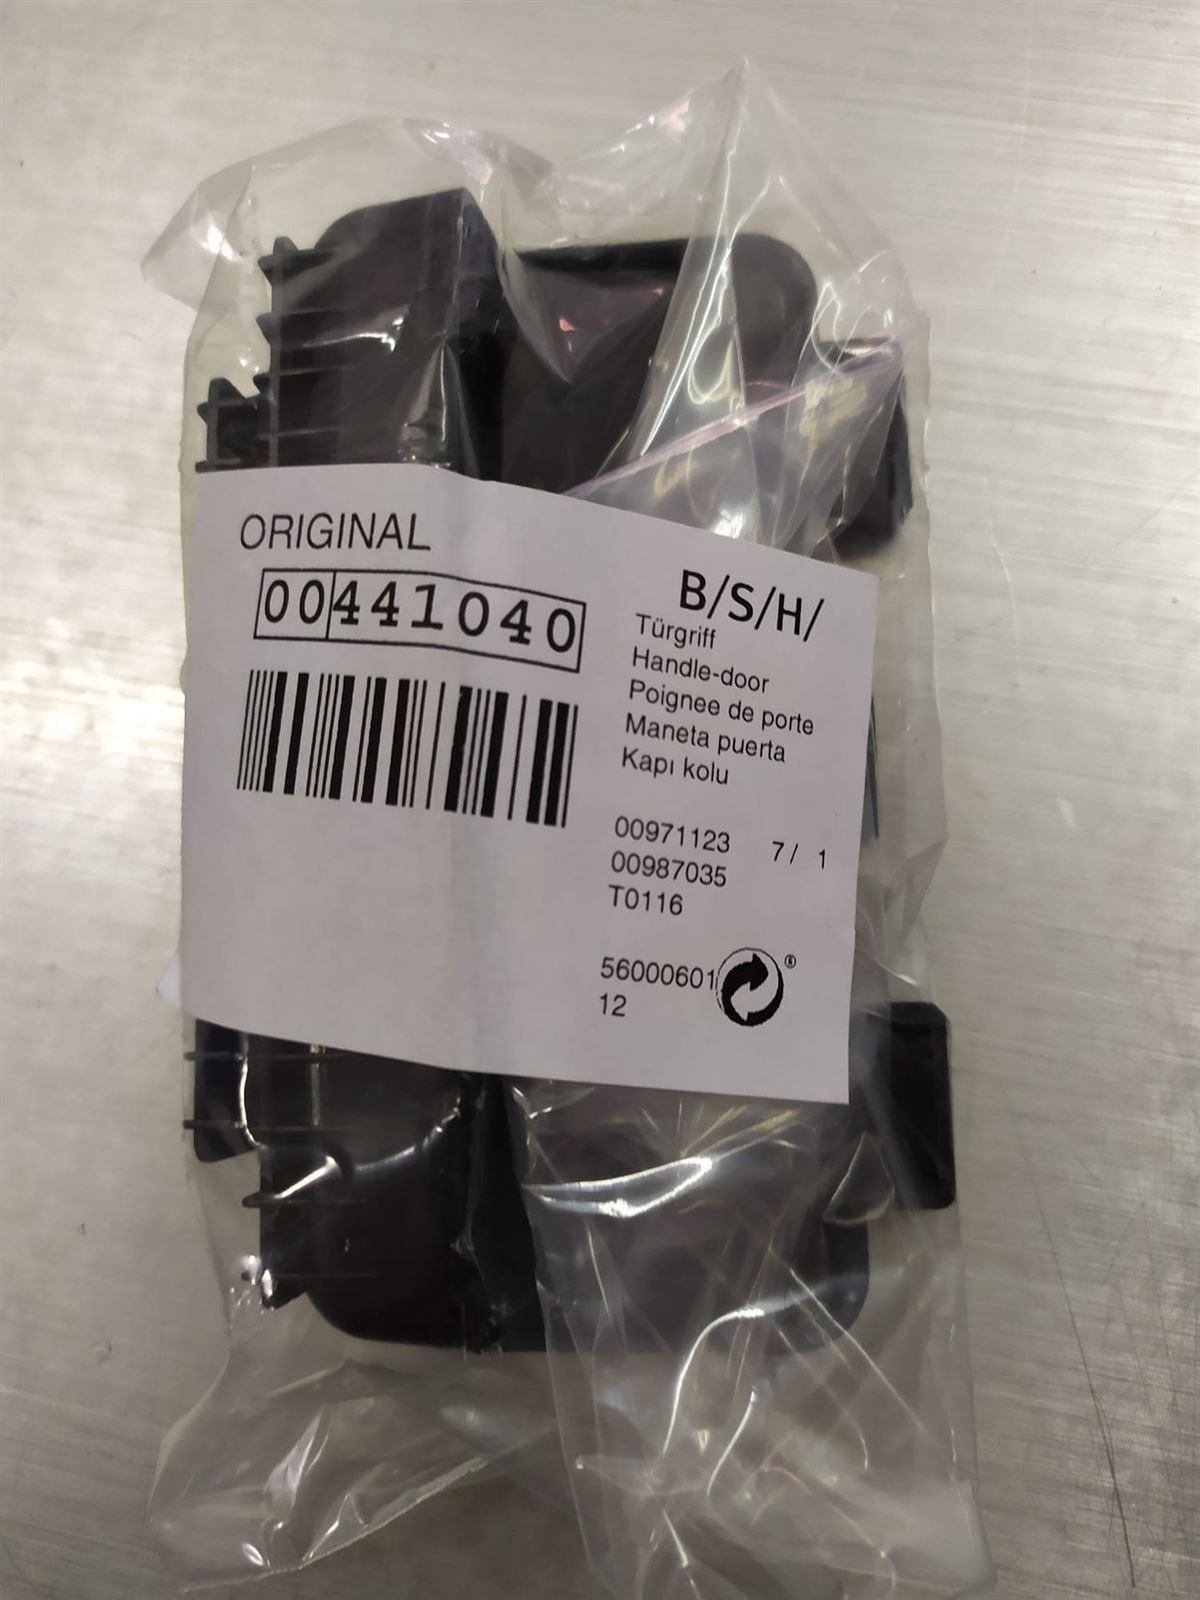 ORIGINAL
00441040
B/S/H/
Türgriff
Handle-door
Poignee de porte
Maneta puerta
Kapı kolu
00971123 7/ 1
00987035
T0116
56000601
12
®